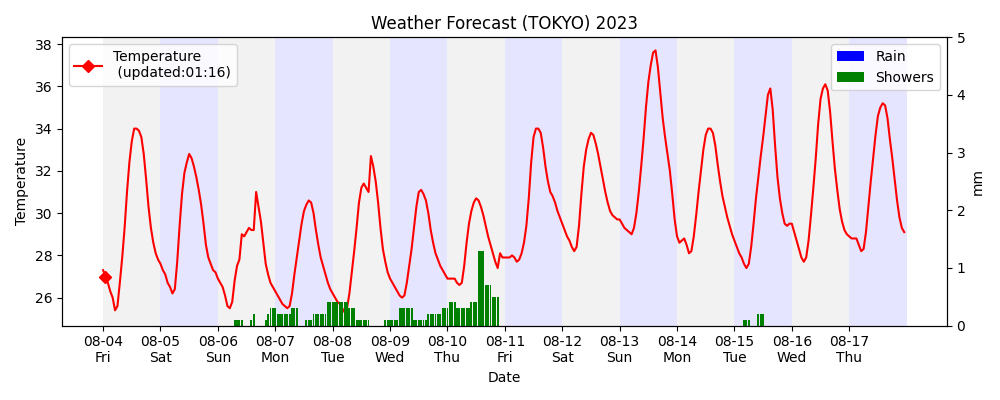 Weather Forecast (TOKYO) 2023
Temperature
(updated:01:16)
Rain
Showers
Temperature
38
36
34
32
30
28
26
5
4
3
2
1
0
mm
08-04 08-05 08-06 08-07 08-08 08-09 08-10 08-11 08-12 08-13 08-14 08-15 08-16 08-17
Fri Sat Sun Mon Tue Wed Thu Fri Sat Sun Mon Tue Wed Thu
Date